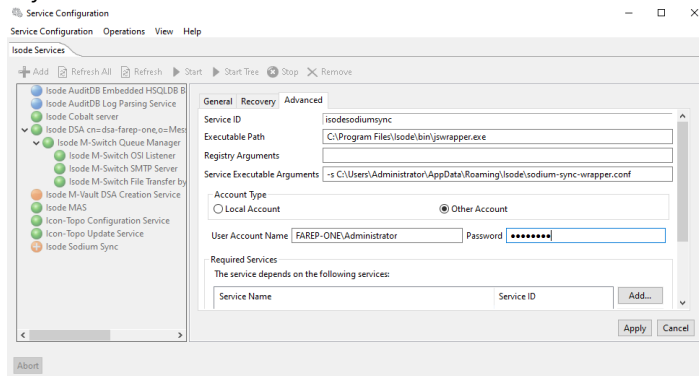 Service Configuration
Service Configuration Operations View Help
Isode Services
Add Refresh All Refresh Start Start Tree Stop Remove
Isode AuditDB Embedded HSQLDB B
Isode AuditDB Log Parsing Service
Isode Cobalt server
Isode DSA cn=dsa-farep-one,o=Mes
Isode M-Switch Queue Manager
Isode M-Switch OSI Listener
Isode M-Switch SMTP Server
Isode M-Switch File Transfer by
Isode M-Vault DSA Creation Service
Isode MAS
Icon-Topo Configuration Service
Icon-Topo Update Service
Isode Sodium Sync
General Recovery Advanced
Service ID isodesodiumsync
Executable Path C:\Program Files\Isode\bin\jswrapper.exe
Registry Arguments
Service Executable Arguments -s C:\Users\Administrator\AppData\Roaming\Isode\sodium-sync-wrapper.conf
Account Type
Local Account Other Account
User Account Name FAREP-ONE\Administrator Password ••••••••
Required Services
The service depends on the following services:
Service Name Service ID Add...
Apply Cancel
Abort